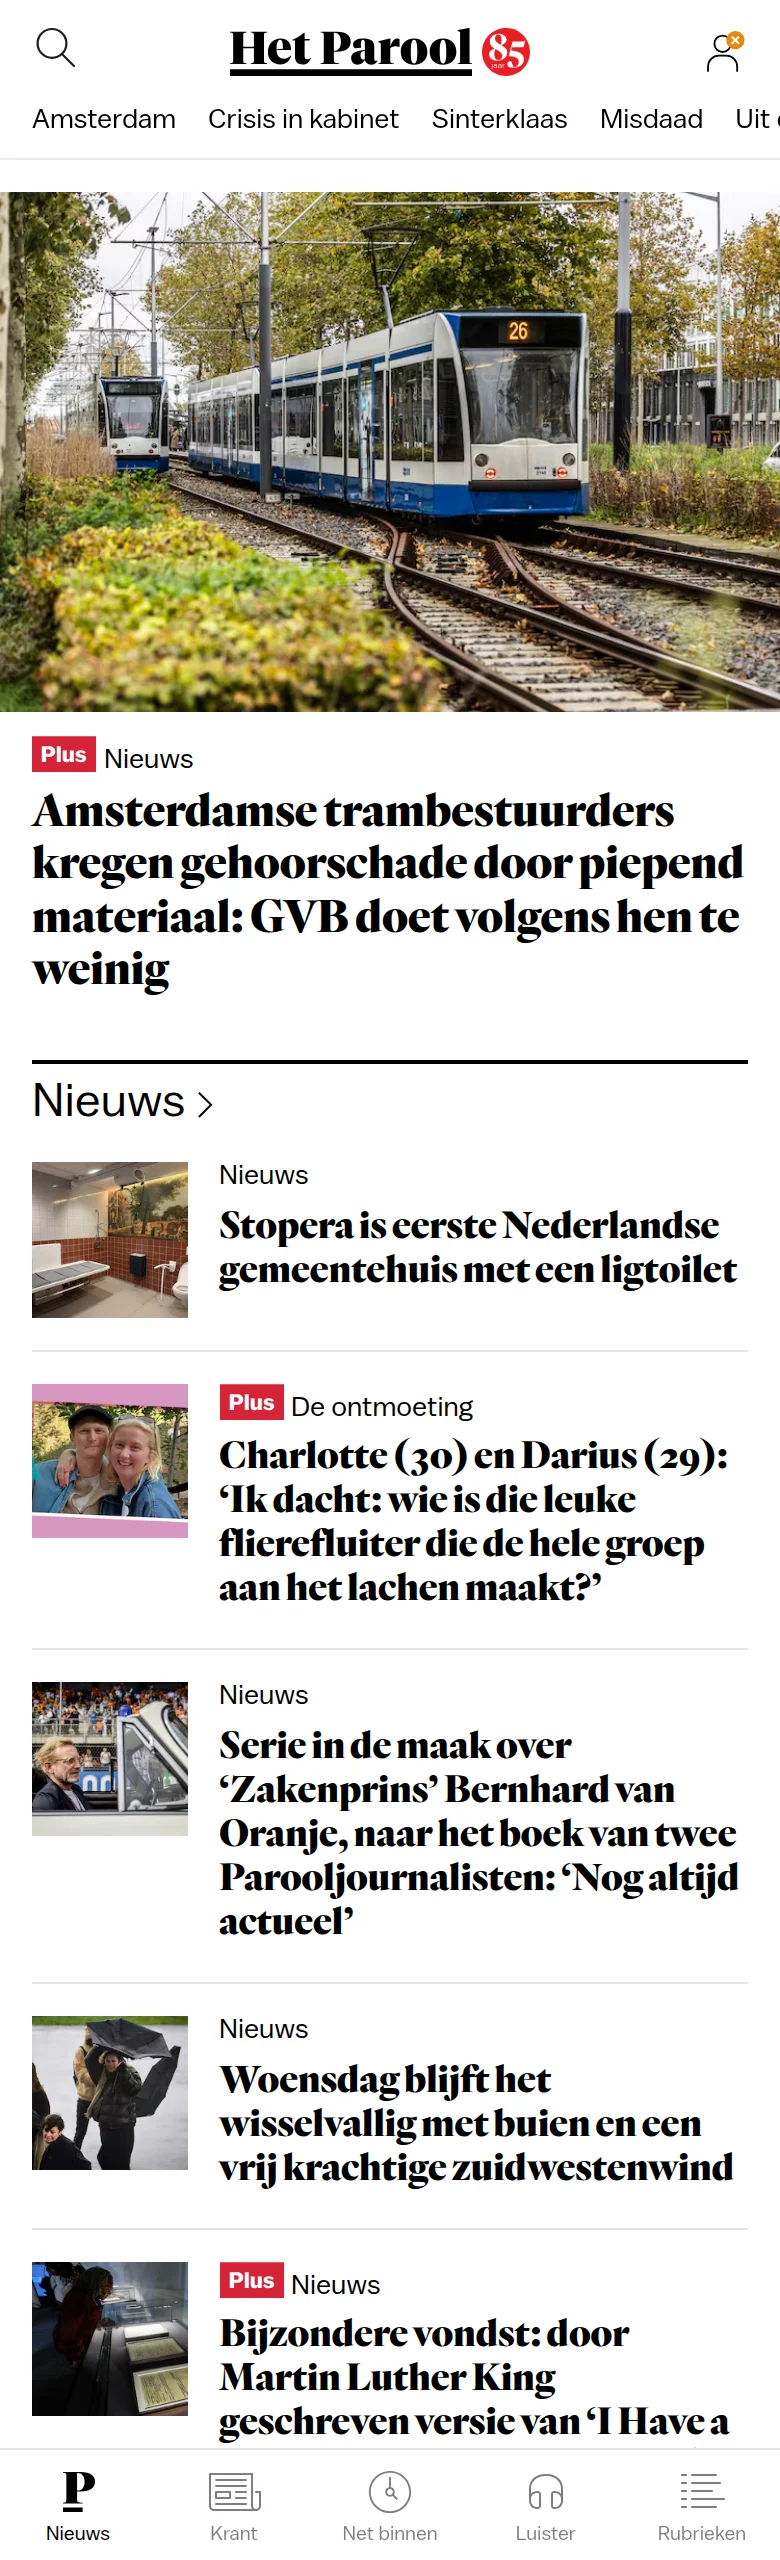 Het Parool 85 jaar
Amsterdam Crisis in kabinet Sinterklaas Misdaad Uit
26
Plus Nieuws
Amsterdamse trambestuurders
kregen gehoorschade door piepend
materiaal: GVB doet volgens hen te
weinig
Nieuws
Nieuws
Stopera is eerste Nederlandse
gemeentehuis met een ligtoilet
Plus De ontmoeting
Charlotte (30) en Darius (29):
‘Ik dacht: wie is die leuke
flierefluiter die de hele groep
aan het lachen maakt?’
Nieuws
Serie in de maak over
‘Zakenprins’ Bernhard van
Oranje, naar het boek van twee
Parooljournalisten: ‘Nog altijd
actueel’
Nieuws
Woensdag blijft het
wisselvallig met buien en een
vrij krachtige zuidwestenwind
Plus Nieuws
Bijzondere vondst: door
Martin Luther King
geschreven versie van ‘I Have a
P
Nieuws Krant Net binnen Luister Rubrieken